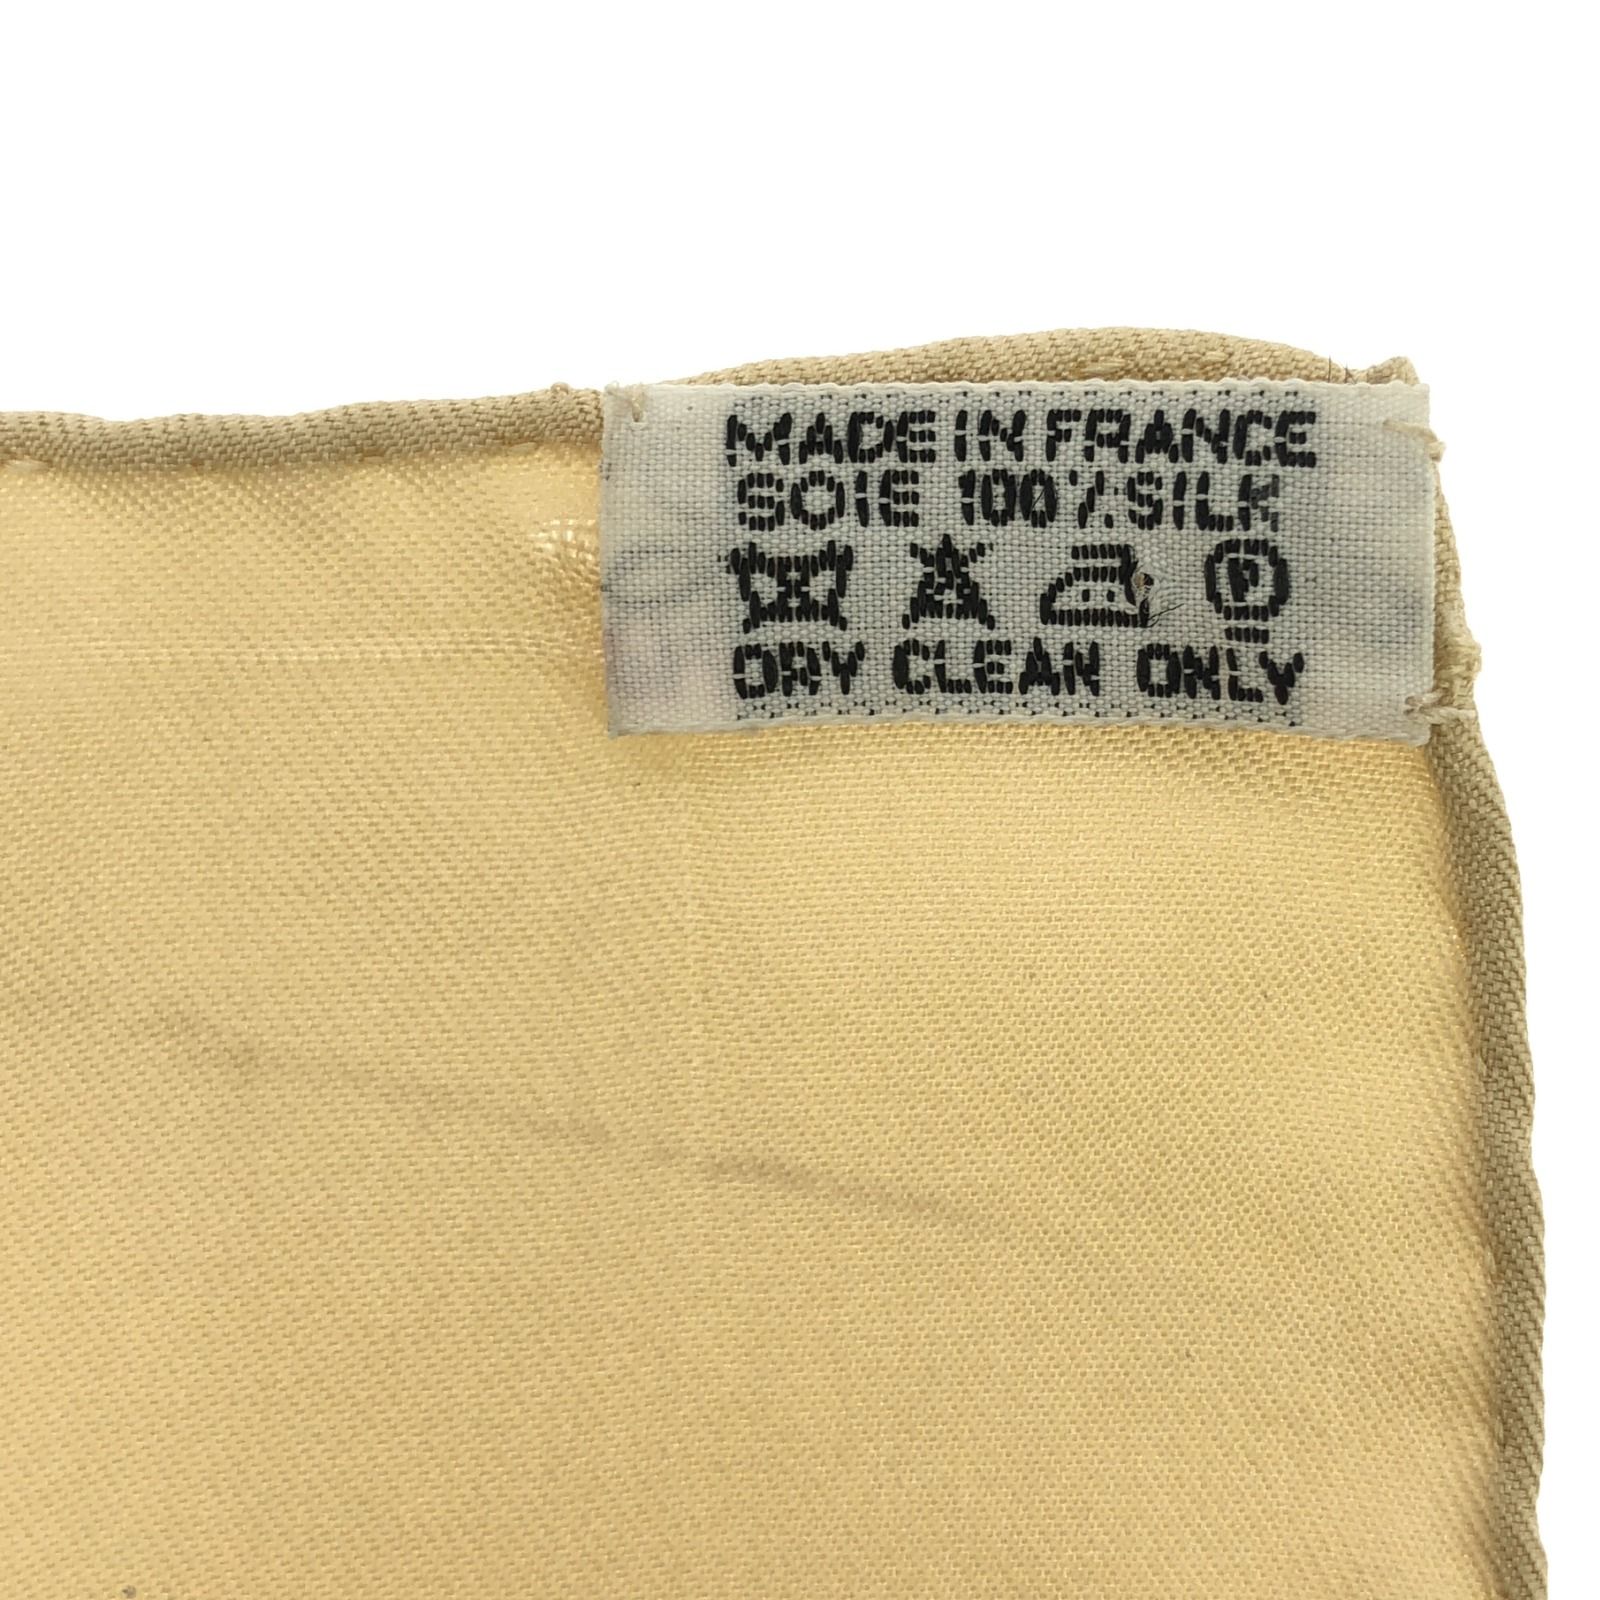 MADE IN FRANCE
SOIE 100% SILK
P
DRY CLEAN ONLY